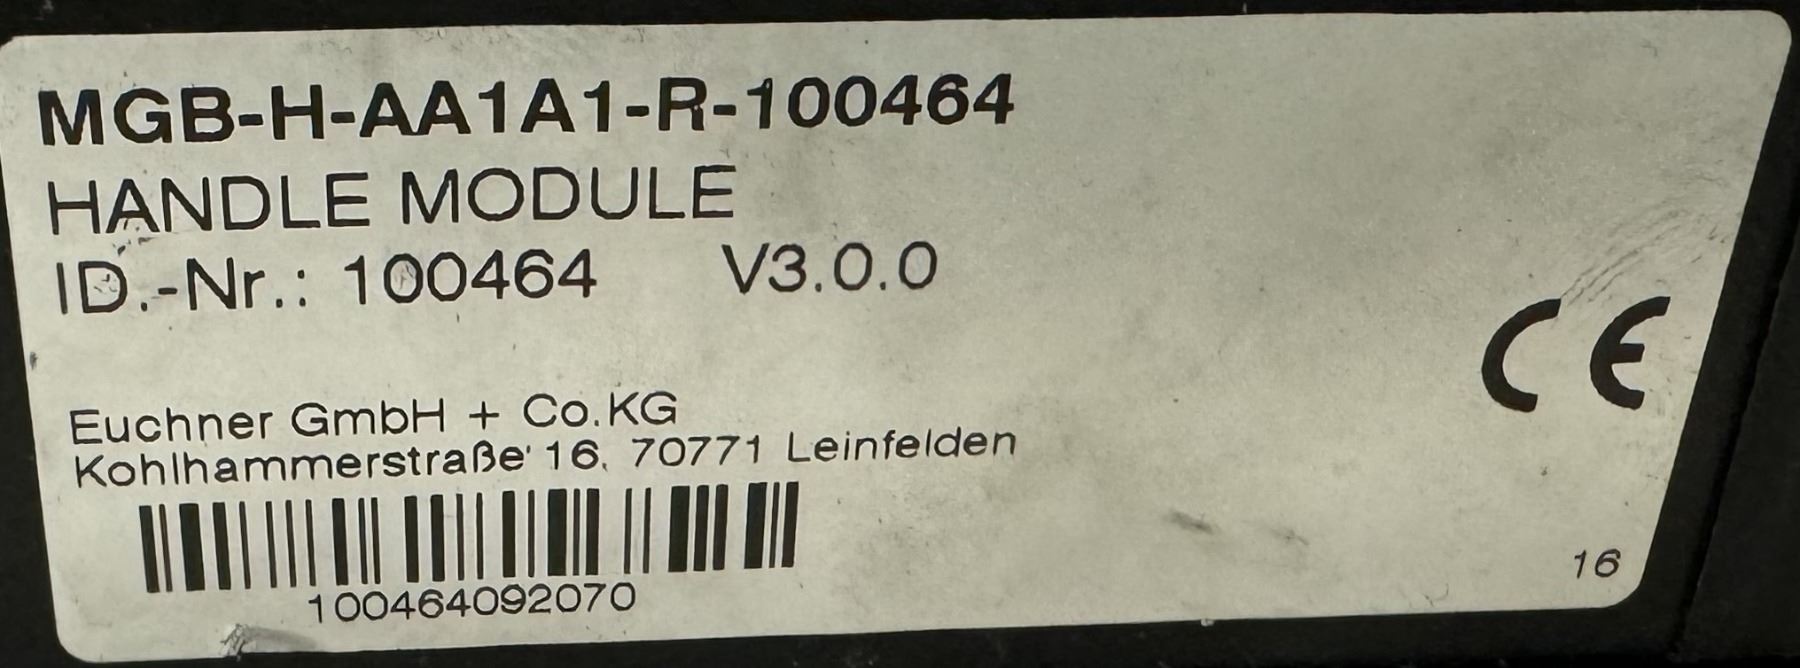 MGB-H-AA1A1-R-100464
HANDLE MODULE
ID.-Nr.: 100464 V3.0.0
CE
Euchner GmbH + Co.KG
Kohlhammerstraße 16, 70771 Leinfelden
100464092070
16